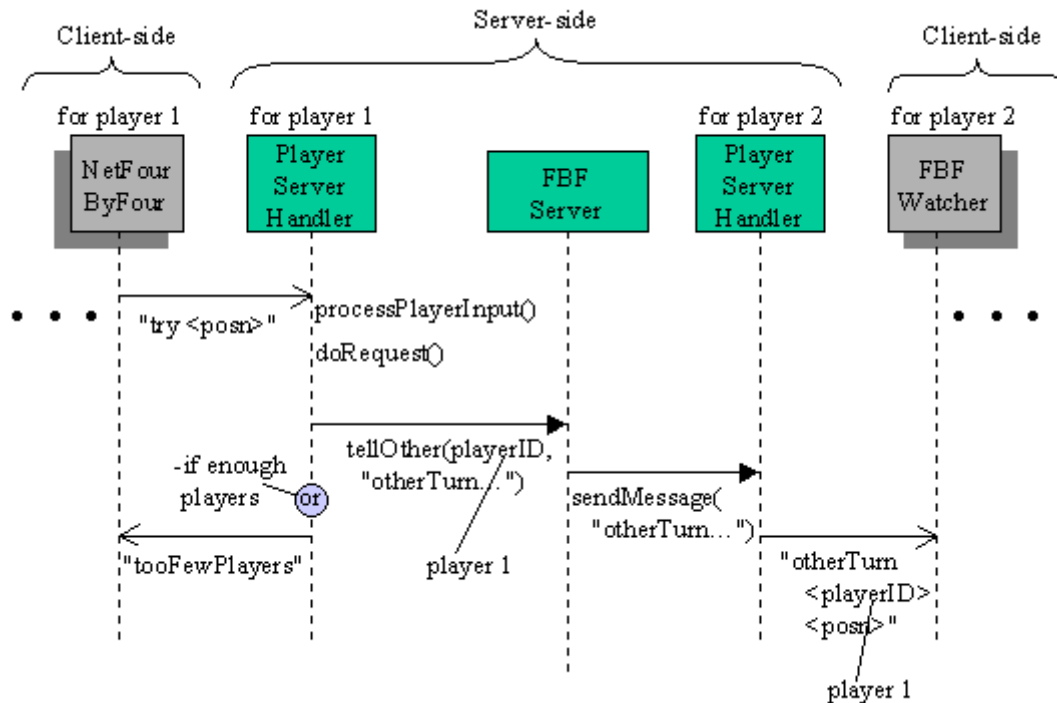 Server-side
Client-side
Client-side
for player 1
for player 1
for player 2
for player 2
NetFour
ByFour
Player
Server
Handler
FBF
Server
Player
Server
Handler
FBF
Watcher
"try <posn>"
processPlayerInput()
doRequest()
tellOther(playerID,
"otherTurn...")
-if enough
players
or
sendMessage(
"otherTurn...")
"tooFewPlayers"
player 1
"otherTurn
<playerID>
<posn>"
player 1